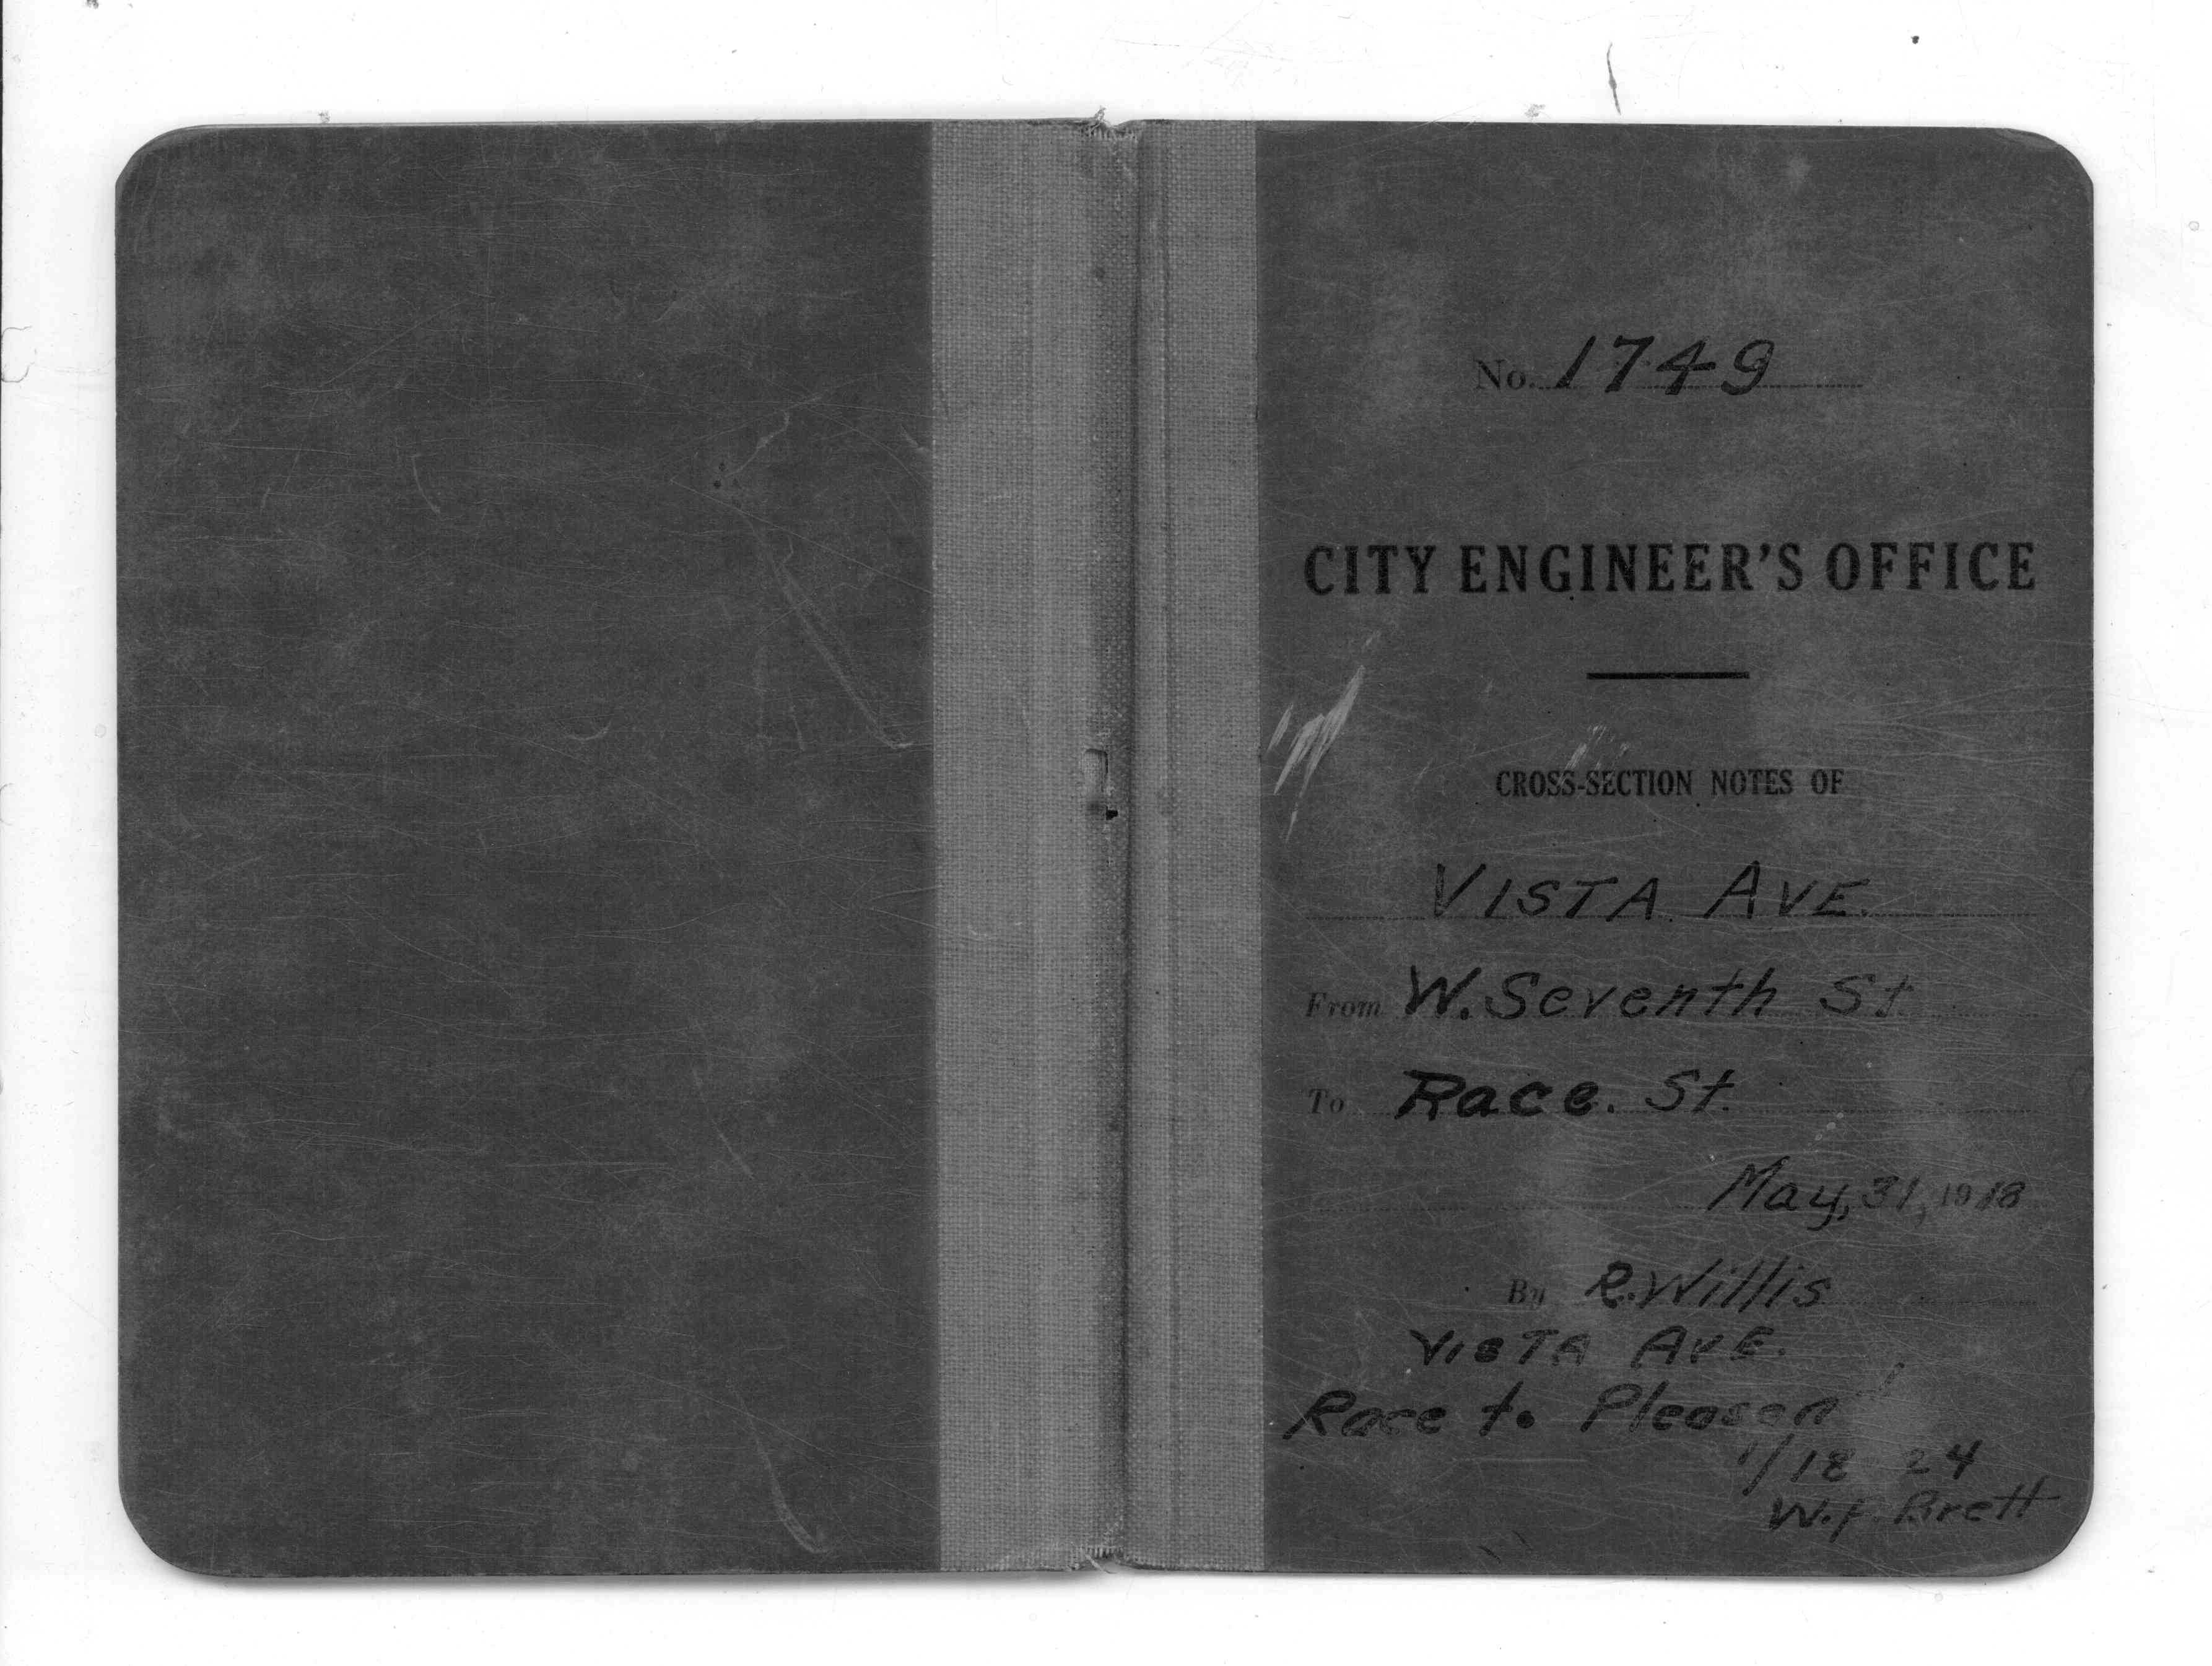 No. 1749
CITY ENGINEER'S OFFICE
CROSS-SECTION NOTES OF
VISTA AVE.
From W. Seventh St.
To Race. St.
May, 31, 1918
By R. Willis
VISTA AVE.
Race to Pleasan
1/18 24
Brett